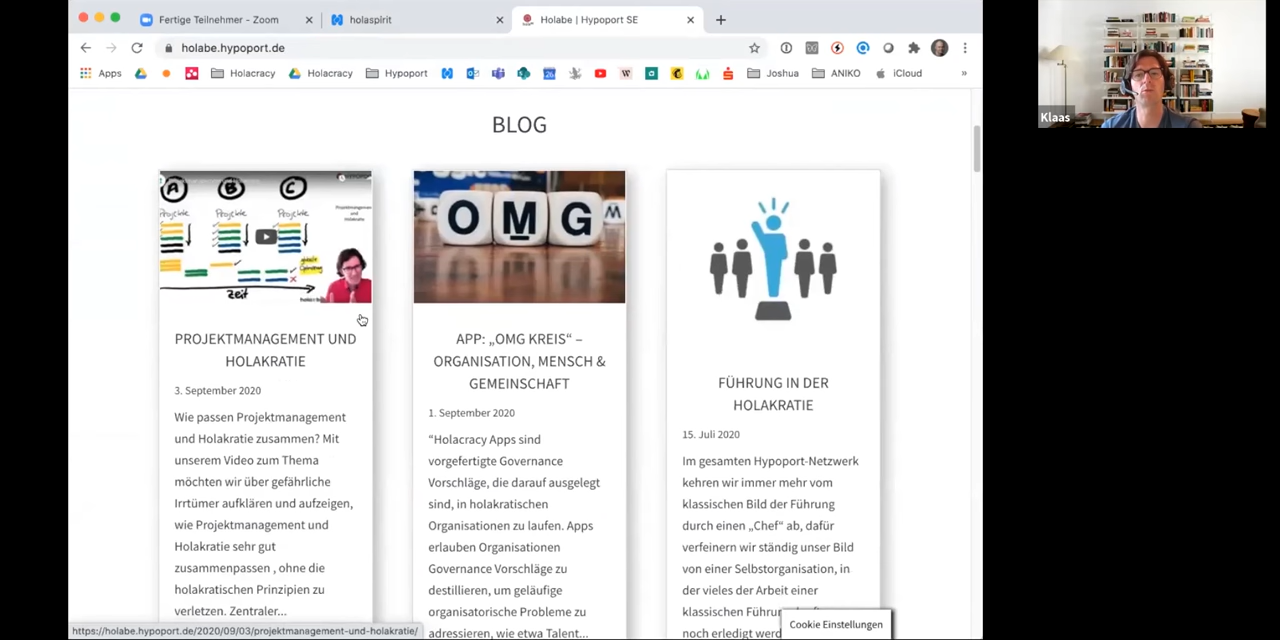 Fertige Teilnehmer - Zoom
holaspirit
Holabe | Hypoport SE
holabe.hypoport.de
Apps
Holacracy
Holacracy
Hypoport
Joshua
ANIKO
iCloud
Klaas
BLOG
A B C
Projekte Projekte Projekte
Zeit
PROJEKTMANAGEMENT UND
HOLAKRATIE
3. September 2020
Wie passen Projektmanagement
und Holakratie zusammen? Mit
unserem Video zum Thema
möchten wir über gefährliche
Irrtümer aufklären und aufzeigen,
wie Projektmanagement und
Holakratie sehr gut
zusammenpassen , ohne die
holakratischen Prinzipien zu
verletzen. Zentraler...
OMG
APP: „OMG KREIS“ –
ORGANISATION, MENSCH &
GEMEINSCHAFT
1. September 2020
“Holacracy Apps sind
vorgefertigte Governance
Vorschläge, die darauf ausgelegt
sind, in holakratischen
Organisationen zu laufen. Apps
erlauben Organisationen
Governance Vorschläge zu
destillieren, um geläufige
organisatorische Probleme zu
adressieren, wie etwa Talent...
FÜHRUNG IN DER
HOLAKRATIE
15. Juli 2020
Im gesamten Hypoport-Netzwerk
kehren wir immer mehr vom
klassischen Bild der Führung
durch einen „Chef“ ab, dafür
verfeinern wir ständig unser Bild
von einer Selbstorganisation, in
der vieles der Arbeit einer
klassischen
noch erledigt
Cookie Einstellungen
https://holabe.hypoport.de/2020/09/03/projektmanagement-und-holakratie/